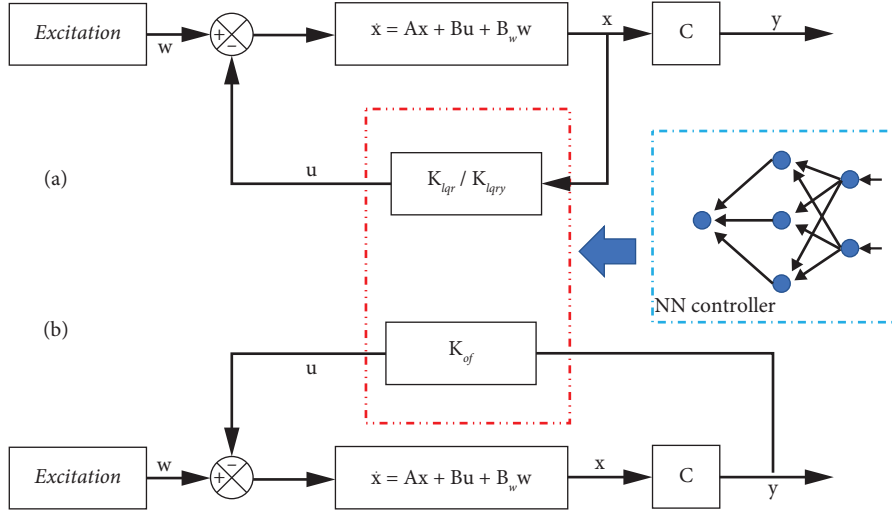 Excitation
w
+
−
ẋ = Ax + Bu + B_w w
x
C
y
(a)
u
K_lqr / K_lqry
NN controller
(b)
u
K_of
Excitation
w
−
+
ẋ = Ax + Bu + B_w w
x
C
y